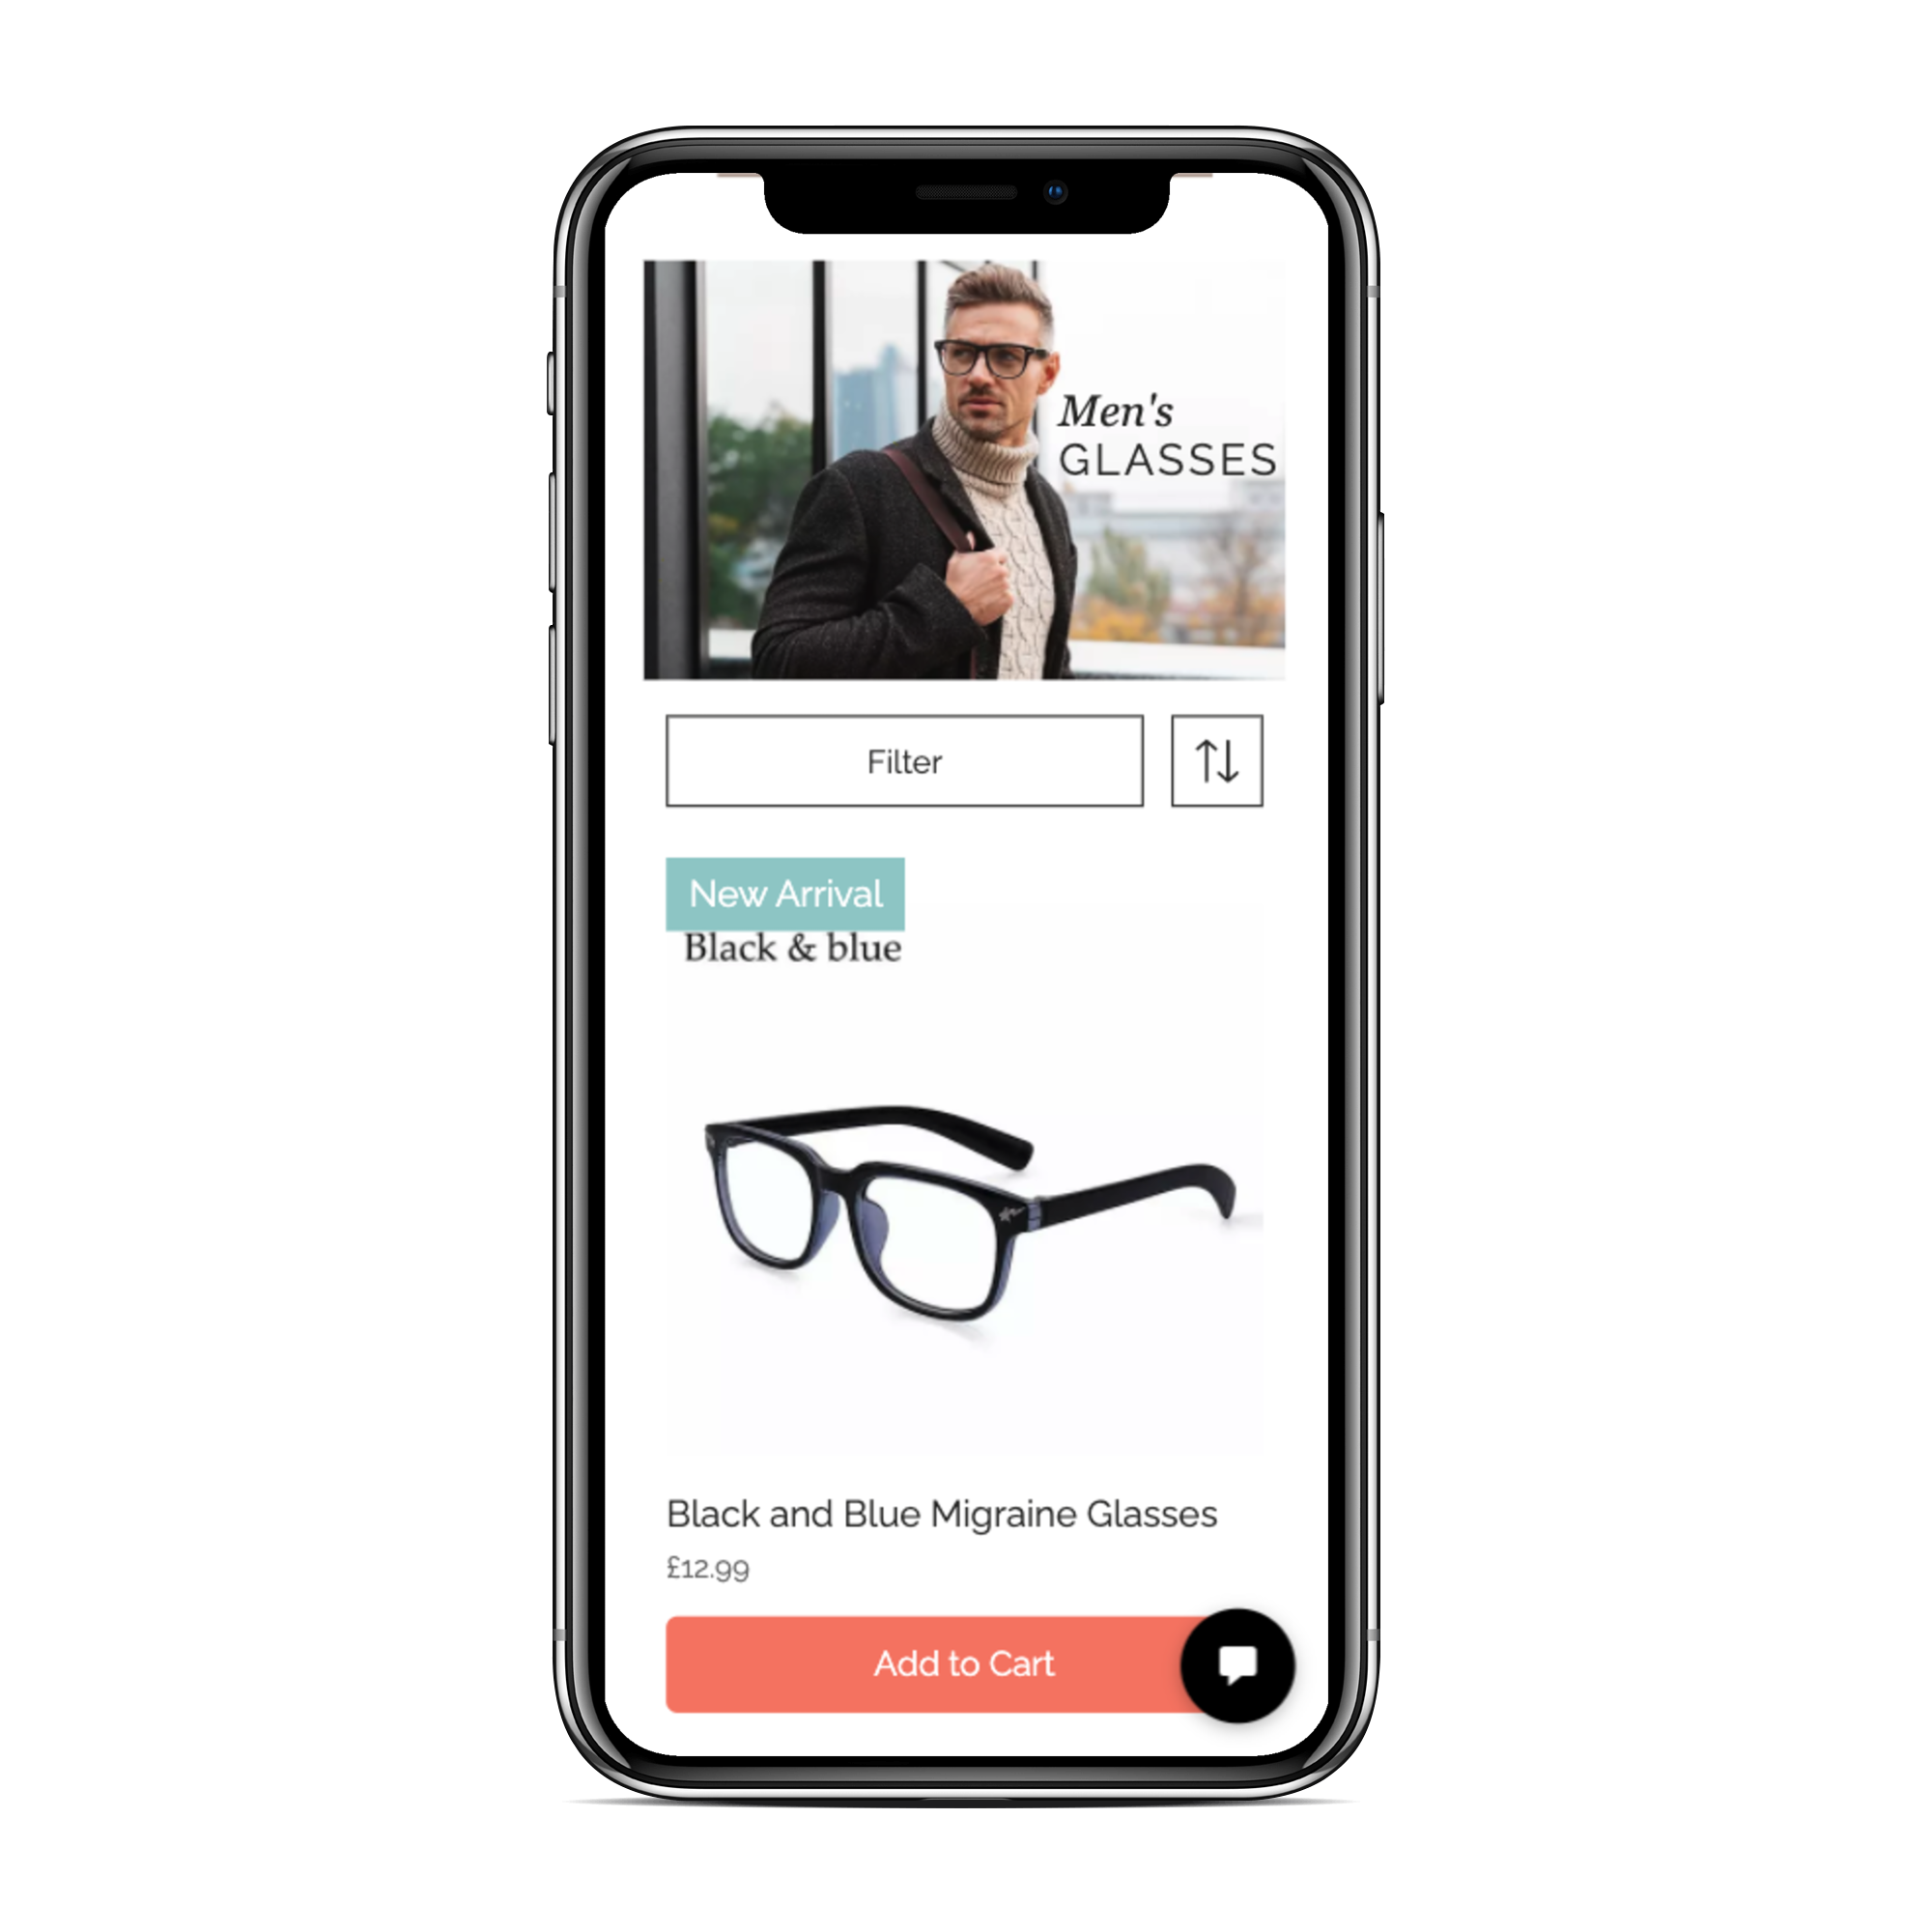 Men's
GLASSES
Filter
New Arrival
Black & blue
Black and Blue Migraine Glasses
£12.99
Add to Cart